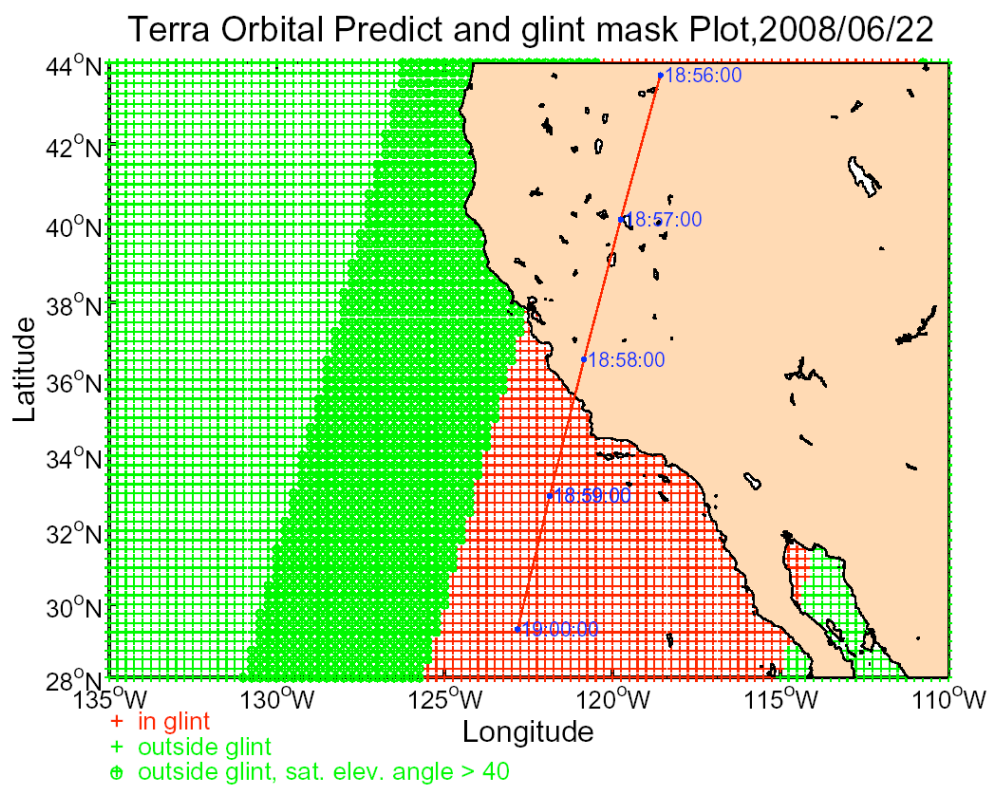 Terra Orbital Predict and glint mask Plot,2008/06/22
44°N
42°N
40°N
38°N
36°N
34°N
32°N
30°N
28°N
Latitude
18:56:00
18:57:00
18:58:00
18:59:00
19:00:00
135°W
130°W
125°W
120°W
115°W
110°W
Longitude
+ in glint
+ outside glint
⊕ outside glint, sat. elev. angle > 40